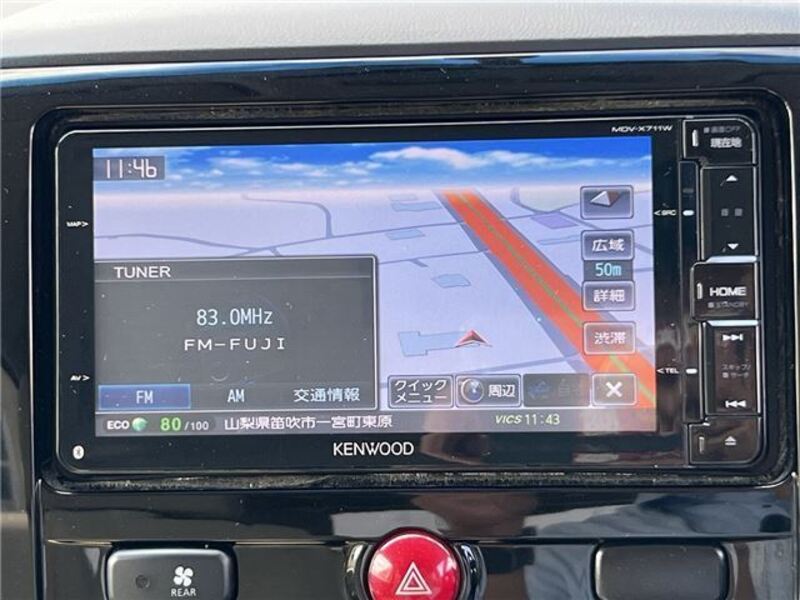 MDV-X711W
11:46
現在地
MAP>
<SRC
広域
50m
詳細
HOME
STANDBY
TUNER
83.0MHz
FM-FUJI
渋滞
<TEL
AV>
FM
AM
交通情報
クイック
メニュー
周辺
ECO 80/100
山梨県笛吹市一宮町東原
VICS 11:43
KENWOOD
REAR